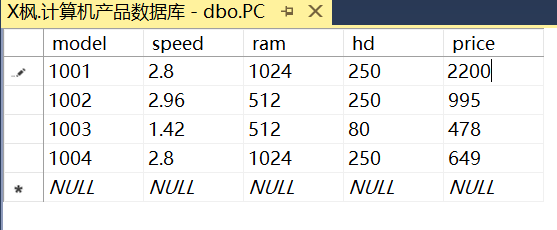 X枫.计算机产品数据库 - dbo.PC
model speed ram hd price
1001 2.8 1024 250 2200
1002 2.96 512 250 995
1003 1.42 512 80 478
1004 2.8 1024 250 649
NULL NULL NULL NULL NULL